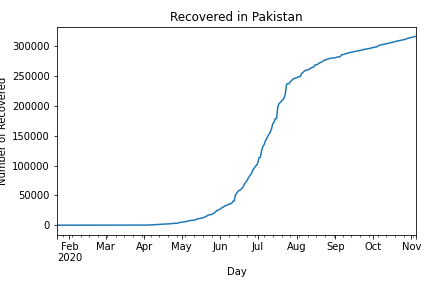 Recovered in Pakistan
Number of Recovered
300000
250000
200000
150000
100000
50000
0
Feb Mar Apr May Jun Jul Aug Sep Oct Nov
2020
Day